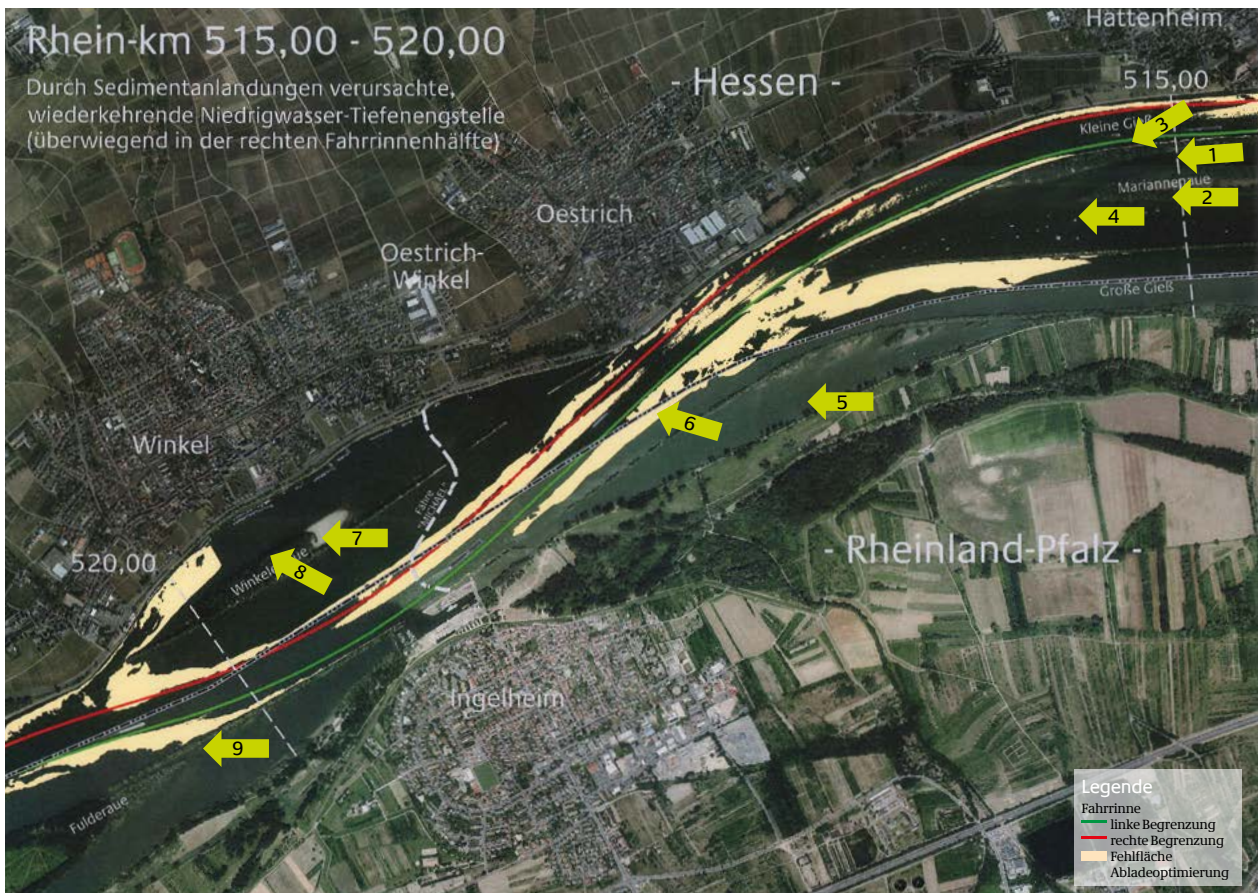 Rhein-km 515,00 - 520,00
Durch Sedimentanlandungen verursachte,
wiederkehrende Niedrigwasser-Tiefenengstelle
(überwiegend in der rechten Fahrrinnenhälfte)
Hattenheim
- Hessen -
515,00
Kleine Gieß
3
1
Mariannenaue
2
4
Oestrich
Oestrich-
Winkel
Große Gieß
5
6
Winkel
Fähre
7
520,00
8
- Rheinland-Pfalz -
Ingelheim
9
Fulderaue
Legende
Fahrrinne
linke Begrenzung
rechte Begrenzung
Fehlfläche
Abladeoptimierung